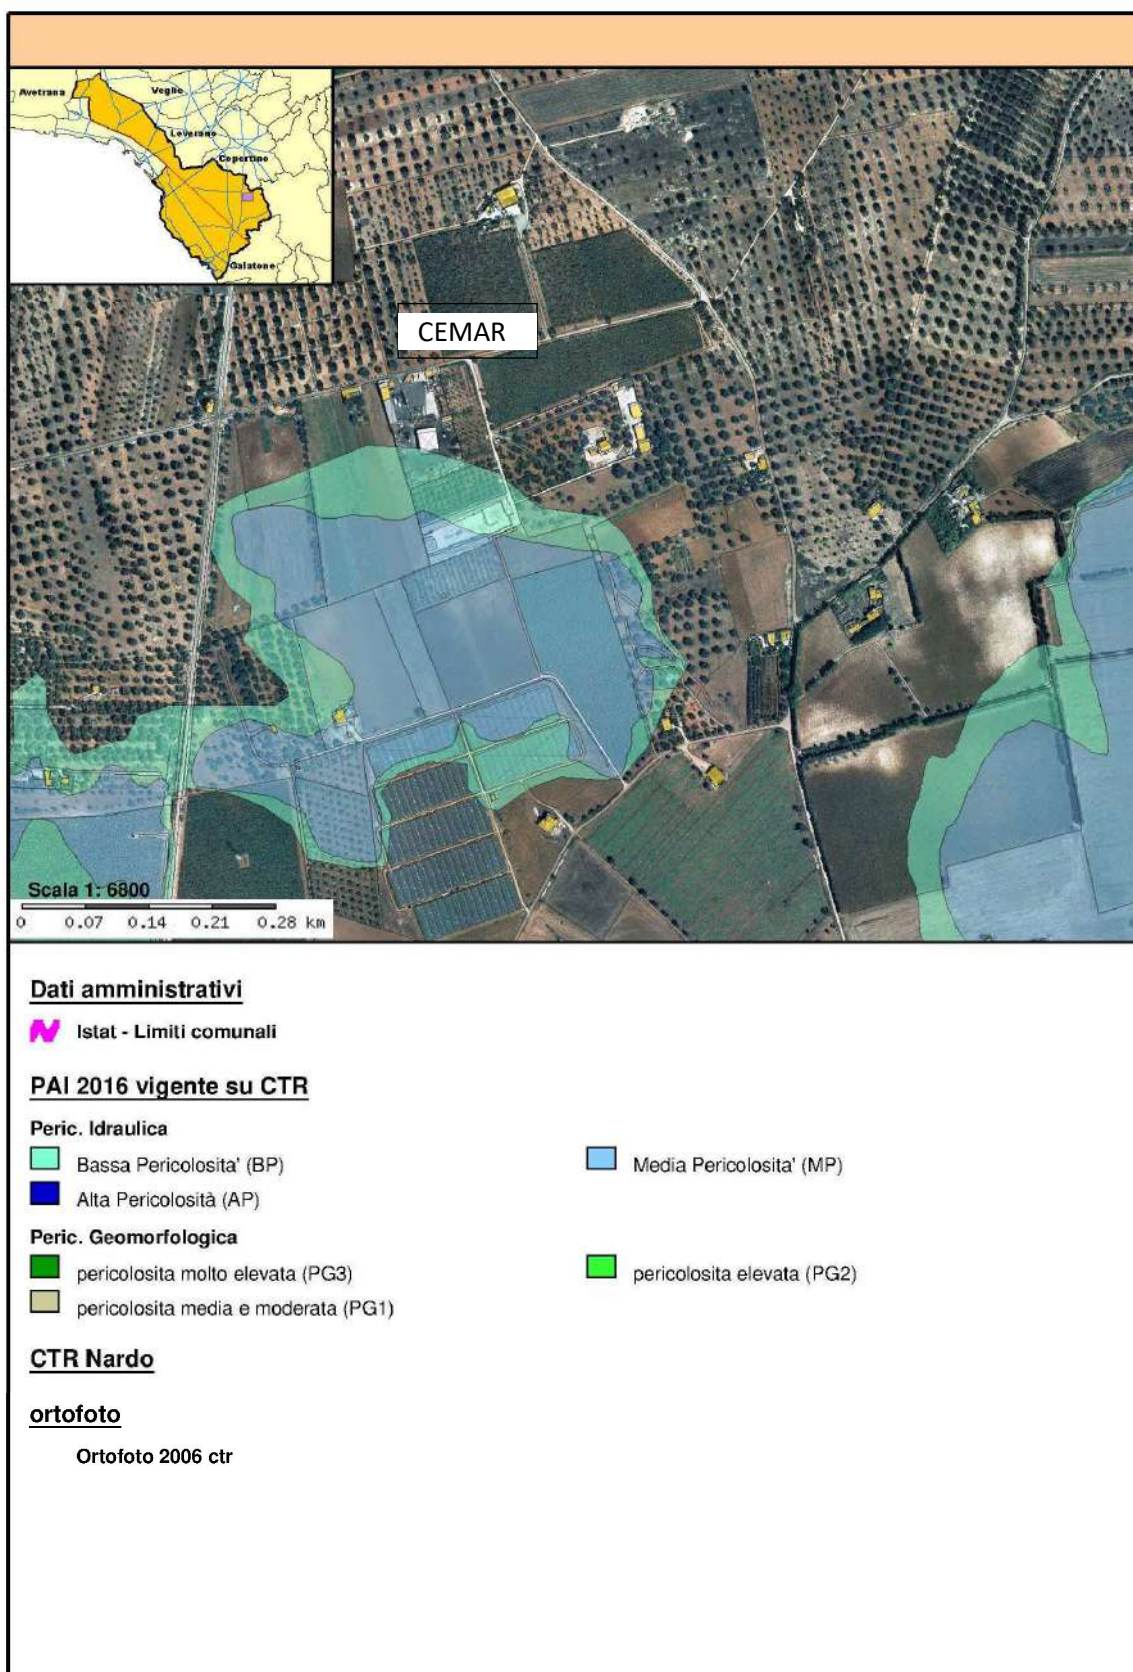 Avetrana
Veglie
Leverano
Copertino
Galatone
CEMAR
Scala 1: 6800
0 0.07 0.14 0.21 0.28 km
Dati amministrativi
Istat - Limiti comunali
PAI 2016 vigente su CTR
Peric. Idraulica
Bassa Pericolosita' (BP)
Media Pericolosita' (MP)
Alta Pericolosità (AP)
Peric. Geomorfologica
pericolosita molto elevata (PG3)
pericolosita elevata (PG2)
pericolosita media e moderata (PG1)
CTR Nardo
ortofoto
Ortofoto 2006 ctr